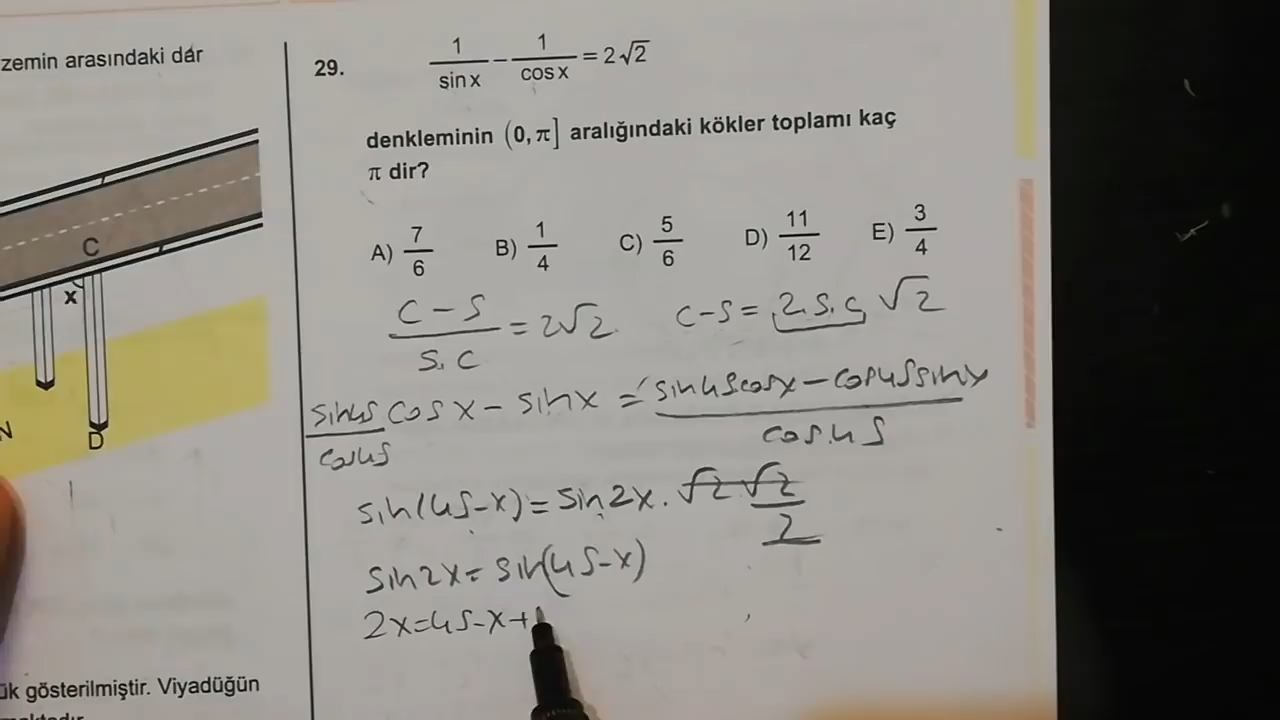 zemin arasındaki dar
C
x
N
D
ük gösterilmiştir. Viyadüğün
29. 1/sin x − 1/cos x = 2√2
denkleminin (0, π] aralığındaki kökler toplamı kaç
π dir?
A) 7/6 B) 1/4 C) 5/6 D) 11/12 E) 3/4
C − S / S.C = 2√2 C−S = 2.S.C √2
sin45/cos45 cosx − sinx = sin45cosx − cos45sinx / cos45
sin(45−x) = sin2x . √2 √2/2
sin2x = sin(45−x)
2x=45−x+